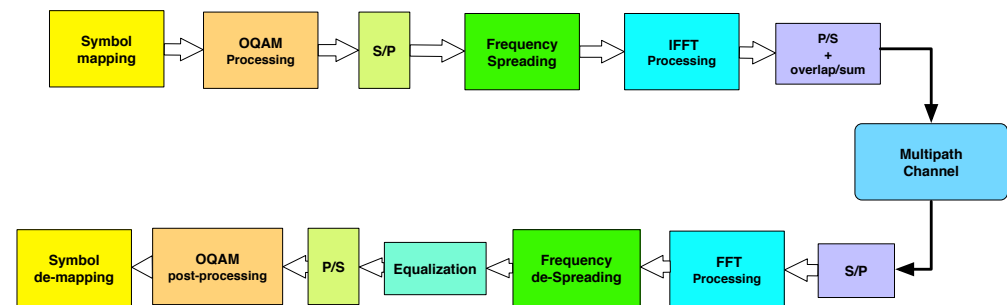 Symbol
mapping
OQAM
Processing
S/P
Frequency
Spreading
IFFT
Processing
P/S
+
overlap/sum
Multipath
Channel
Symbol
de-mapping
OQAM
post-processing
P/S
Equalization
Frequency
de-Spreading
FFT
Processing
S/P